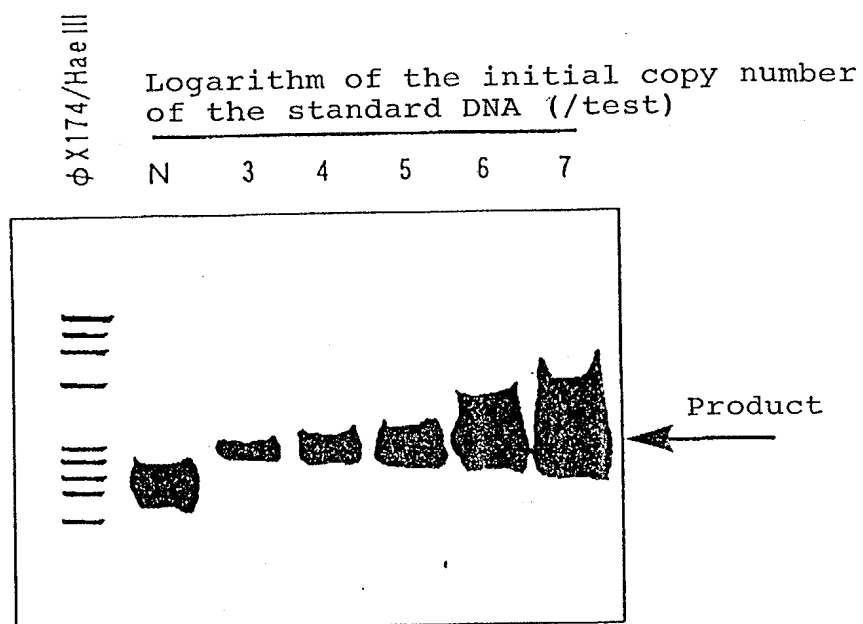 φX174/HaeIII
Logarithm of the initial copy number
of the standard DNA (/test)
N 3 4 5 6 7
Product